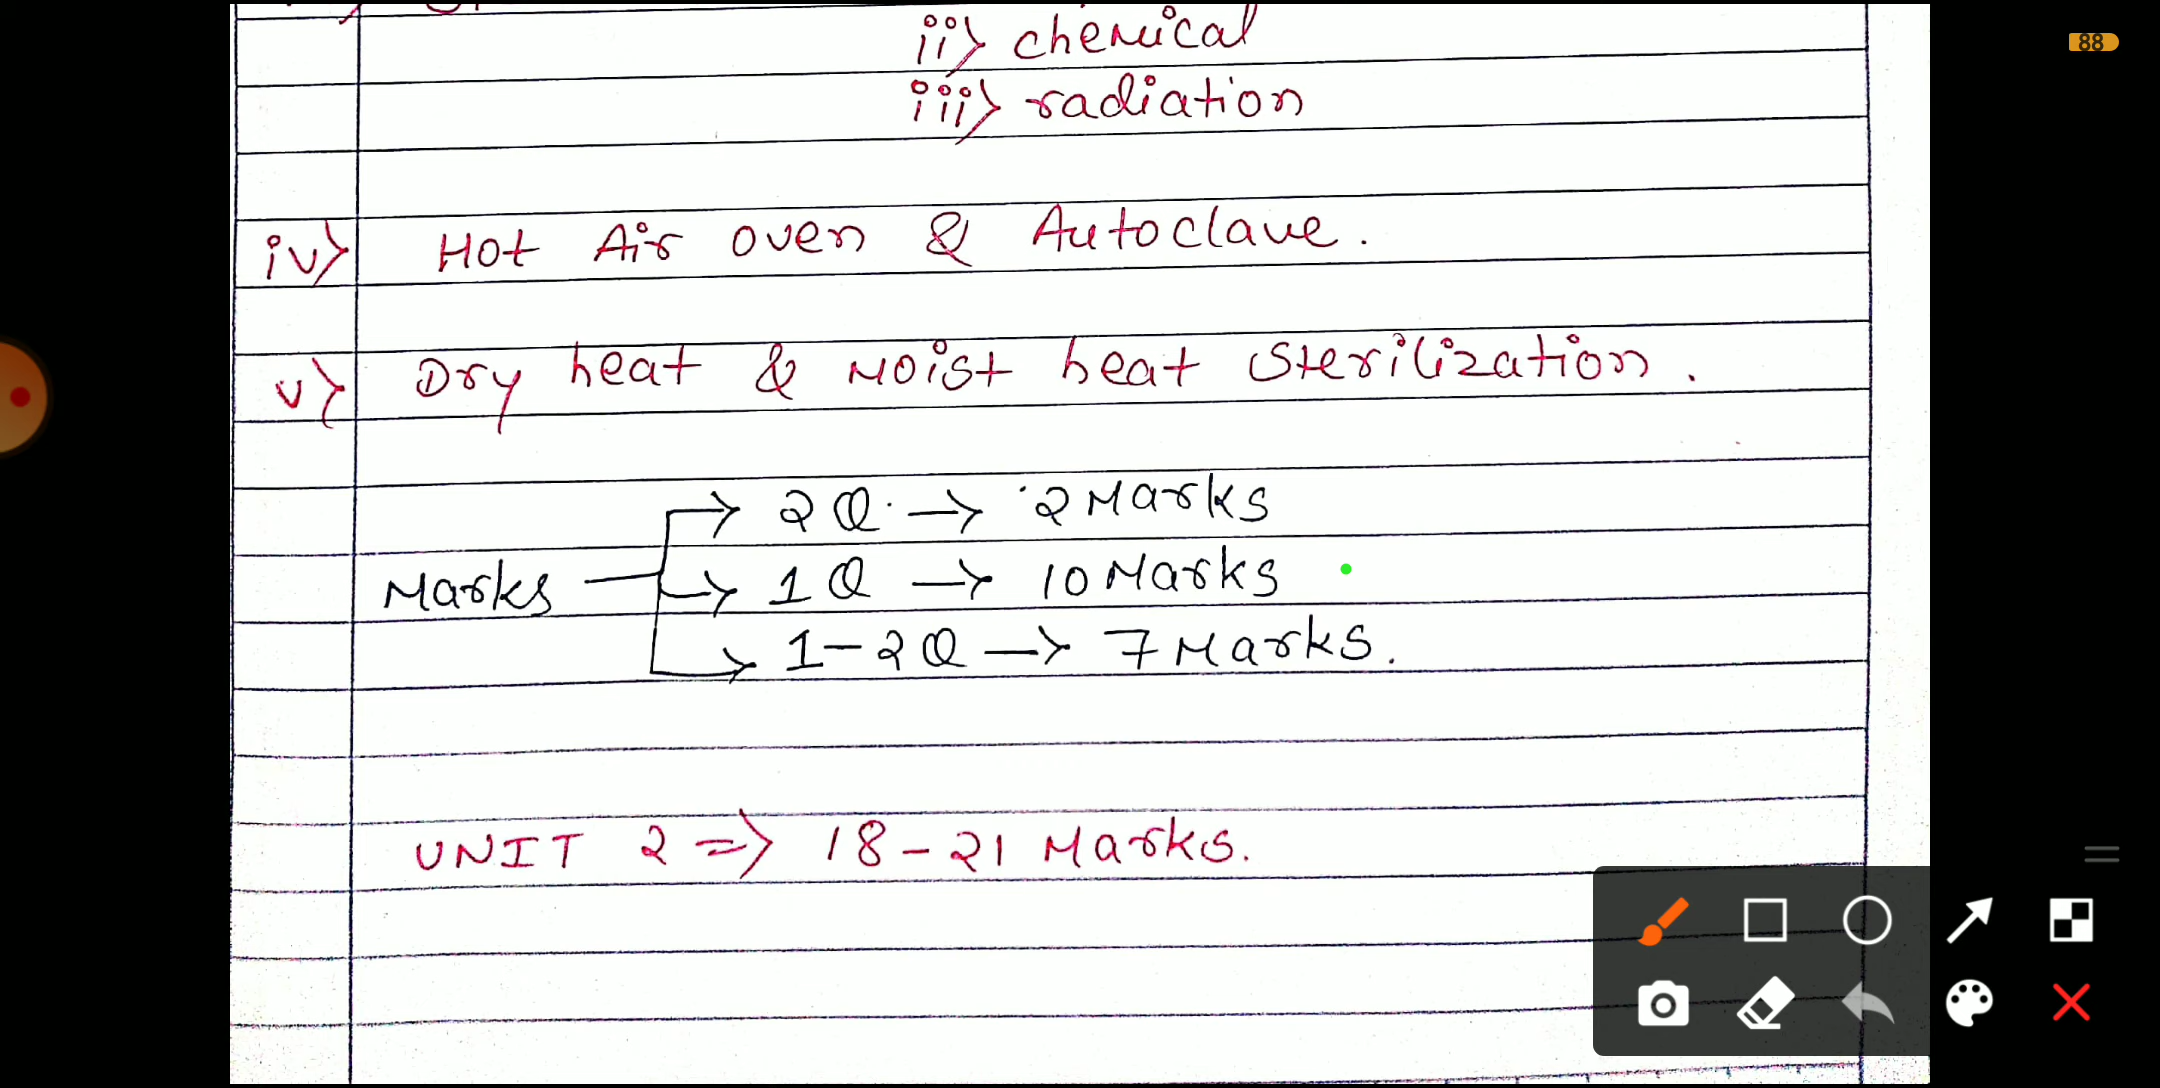 ii> chemical
iii> radiation
iv> Hot Air oven & Autoclave.
v> Dry heat & Moist heat Sterilization.
→ 2Q. → 2 Marks
Marks → 1Q → 10 Marks
→ 1-2Q → 7 Marks.
UNIT 2 => 18-21 Marks.
88